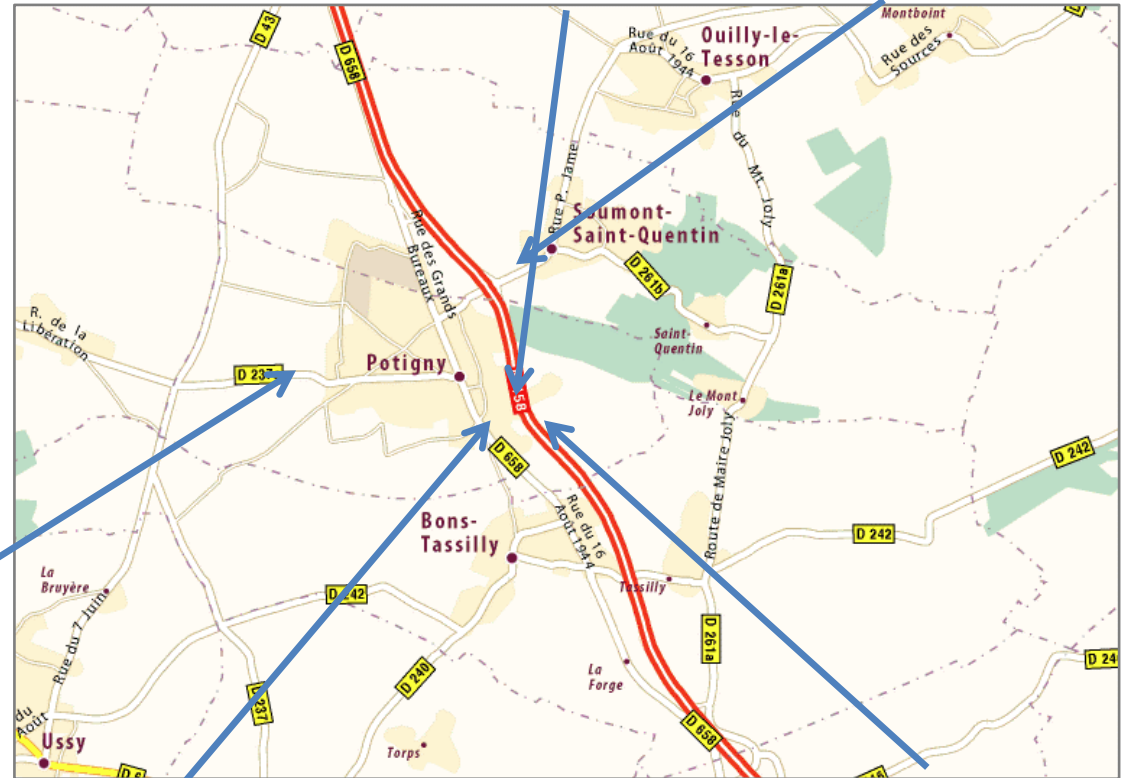 D 43
D 658
Rue du 16
Août 1944
Ouilly-le-
Tesson
Montboint
Rue des
Sources
Rue du Mt Joly
Rue P. Jame
Soumont-
Saint-Quentin
D 261b
D 261a
Rue des Grands
Bureaux
R. de la
Libération
D 237
Potigny
Saint-
Quentin
Le Mont
Joly
D 658
Route de Maire Joly
D 242
Bons-
Tassilly
Rue du 16
Août 1944
D 242
La
Bruyère
D 242
Tassilly
Rue du 7 Juin
D 261a
La
Forge
D 240
D 237
D 24
du
Août
Ussy
Torps
D 658